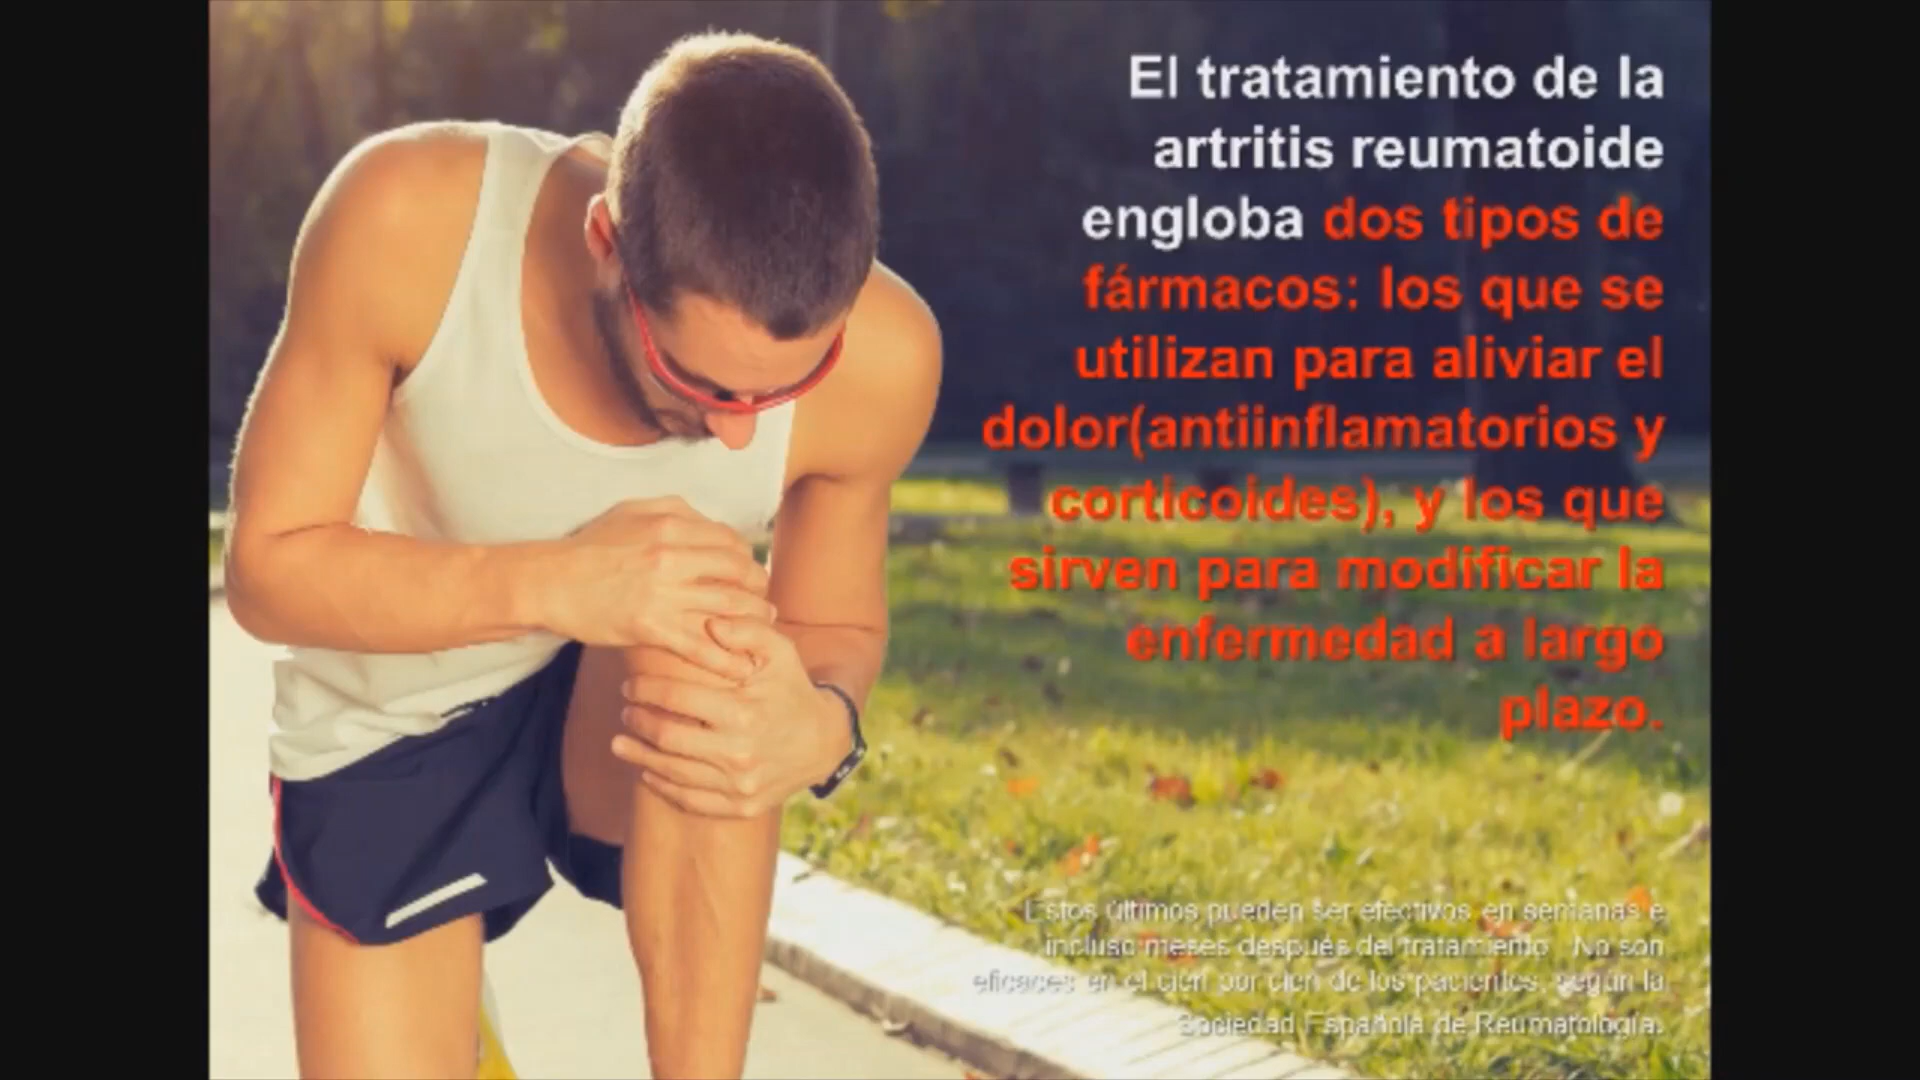 El tratamiento de la
artritis reumatoide
engloba dos tipos de
fármacos: los que se
utilizan para aliviar el
dolor(antiinflamatorios y
corticoides), y los que
sirven para modificar la
enfermedad a largo
plazo.
Estos últimos pueden ser efectivos en semanas e
incluso meses después del tratamiento. No son
eficaces en el cien por cien de los pacientes, según la
Sociedad Española de Reumatología.